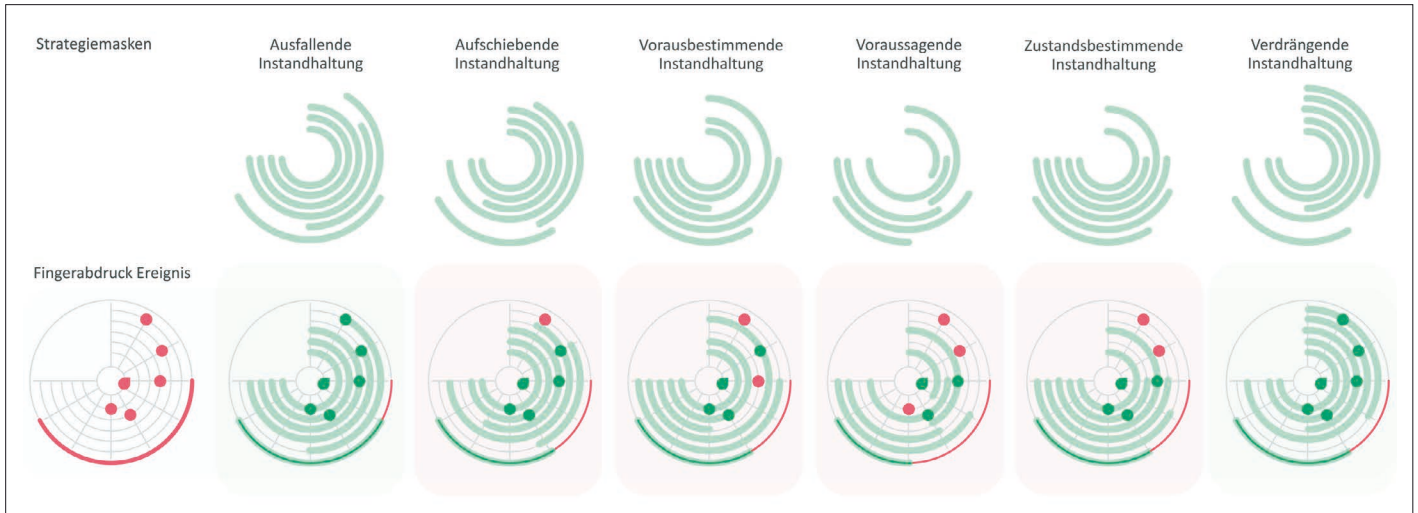 Strategiemasken
Ausfallende
Instandhaltung
Aufschiebende
Instandhaltung
Vorausbestimmende
Instandhaltung
Voraussagende
Instandhaltung
Zustandsbestimmende
Instandhaltung
Verdrängende
Instandhaltung
Fingerabdruck Ereignis